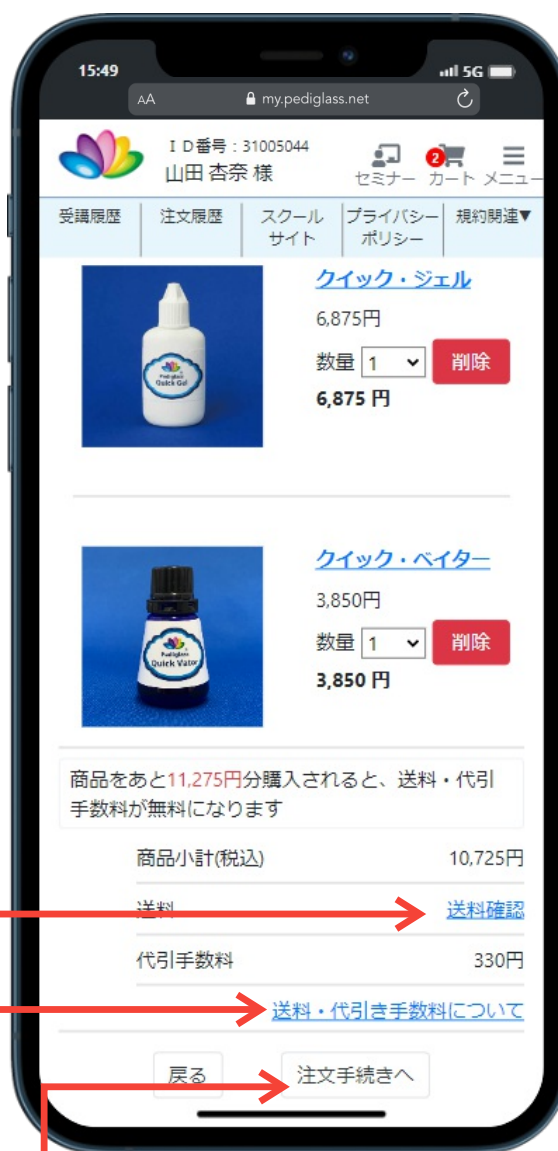 15:49
5G
AA
my.pediglass.net
ID番号：31005044
山田 杏奈 様
2
セミナー カート メニュー
受講履歴
注文履歴
スクール
サイト
プライバシー
ポリシー
規約関連▼
Pediglass
Quick Gel
クイック・ジェル
6,875円
数量 1 削除
6,875 円
Pediglass
Quick Vator
クイック・ベイター
3,850円
数量 1 削除
3,850 円
商品をあと11,275円分購入されると、送料・代引
手数料が無料になります
商品小計(税込) 10,725円
送料 送料確認
代引手数料 330円
送料・代引き手数料について
戻る 注文手続きへ